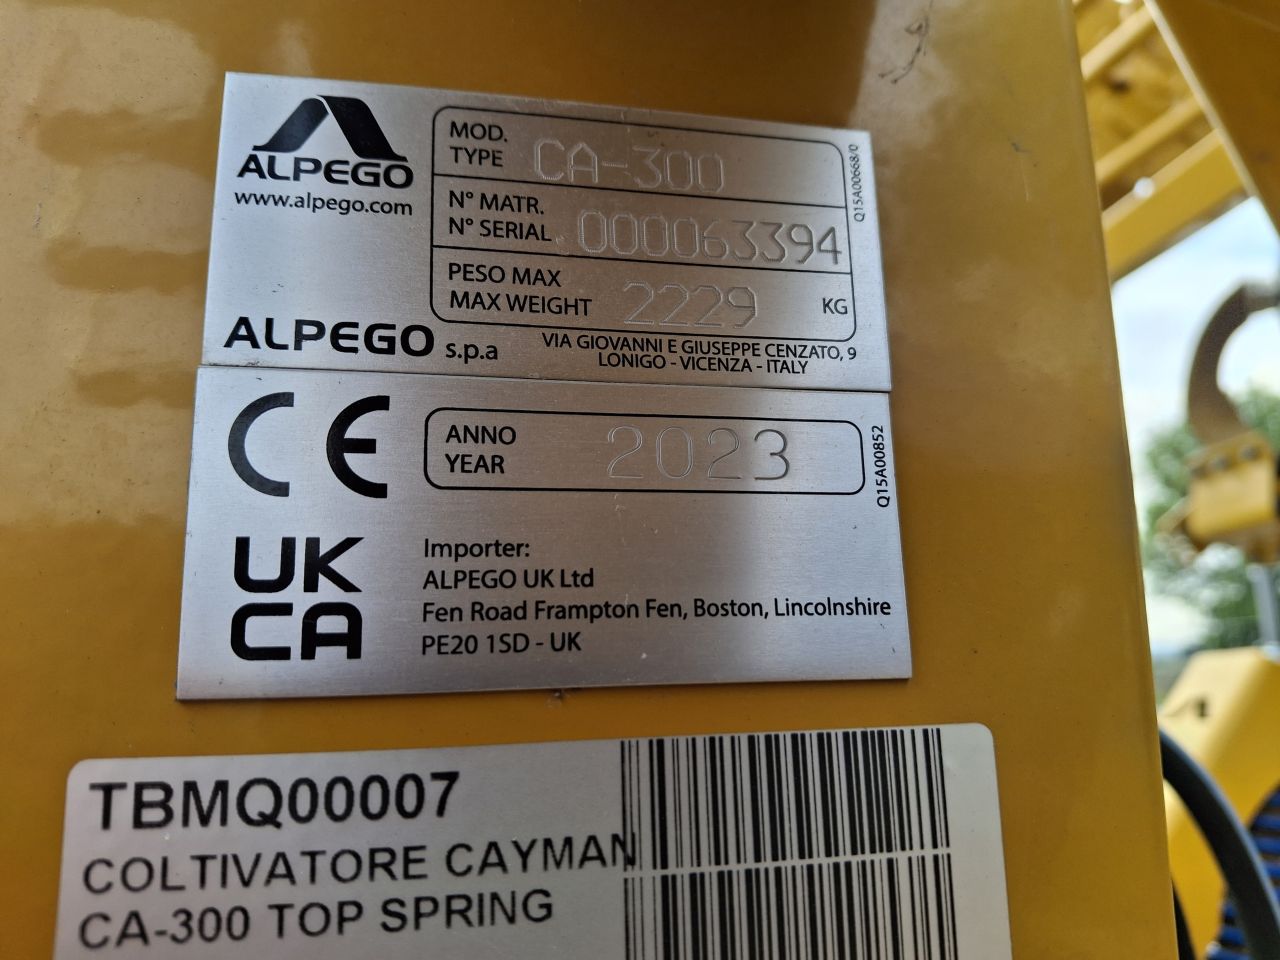 ALPEGO
www.alpego.com
MOD.
TYPE CA-300
N° MATR.
N° SERIAL 000063394
PESO MAX
MAX WEIGHT 2229 KG
Q15A00668/0
ALPEGO s.p.a
VIA GIOVANNI E GIUSEPPE CENZATO, 9
LONIGO - VICENZA - ITALY
CE
ANNO
YEAR 2023
Q15A00852
UK
CA
Importer:
ALPEGO UK Ltd
Fen Road Frampton Fen, Boston, Lincolnshire
PE20 1SD - UK
TBMQ00007
COLTIVATORE CAYMAN
CA-300 TOP SPRING